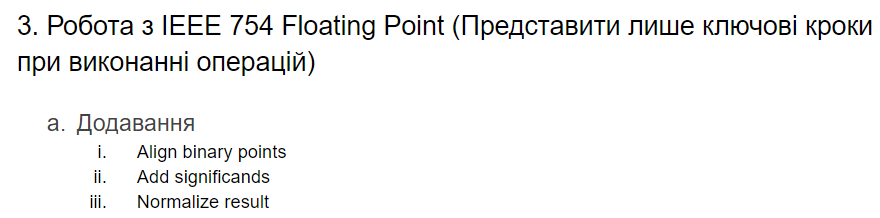 3. Робота з IEEE 754 Floating Point (Представити лише ключові кроки
при виконанні операцій)
a. Додавання
i. Align binary points
ii. Add significands
iii. Normalize result